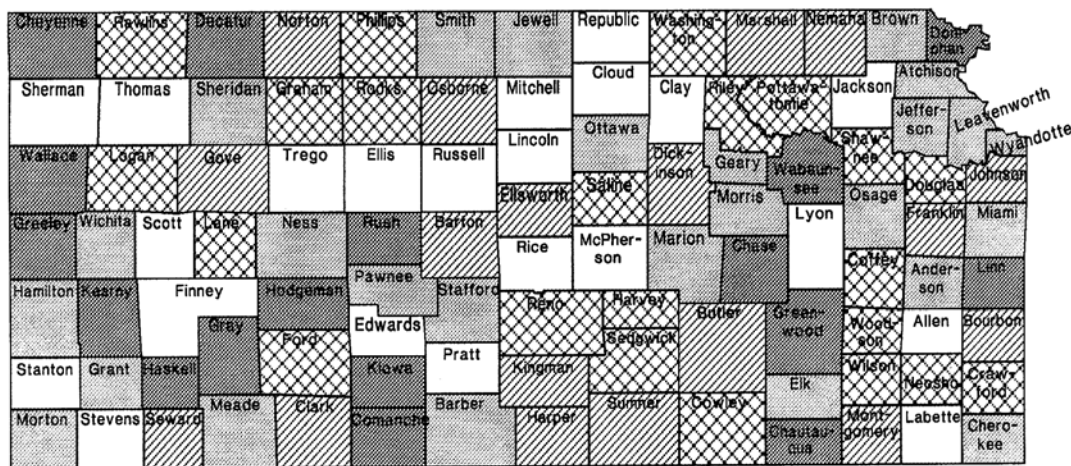 Cheyenne
Rawlins
Decatur
Norton
Phillips
Smith
Jewell
Republic
Washing-
ton
Marshall
Nemaha
Brown
Doni-
phan
Sherman
Thomas
Sheridan
Graham
Rooks
Osborne
Mitchell
Cloud
Clay
Riley
Pottawa-
tomie
Jackson
Atchison
Jeffer-
son
Leavenworth
Wyandotte
Wallace
Logan
Gove
Trego
Ellis
Russell
Lincoln
Ottawa
Dick-
inson
Geary
Wabaun-
see
Shaw-
nee
Douglas
Johnson
Greeley
Wichita
Scott
Lane
Ness
Rush
Barton
Ellsworth
Saline
Morris
Lyon
Osage
Franklin
Miami
Hamilton
Kearny
Finney
Hodgeman
Pawnee
Stafford
Rice
McPher-
son
Marion
Chase
Coffey
Ander-
son
Linn
Gray
Ford
Edwards
Reno
Harvey
Sedgwick
Butler
Green-
wood
Wood-
son
Allen
Bourbon
Stanton
Grant
Haskell
Kiowa
Pratt
Kingman
Elk
Wilson
Neosho
Craw-
ford
Morton
Stevens
Seward
Meade
Clark
Comanche
Barber
Harper
Sumner
Cowley
Chautau-
qua
Mont-
gomery
Labette
Chero-
kee